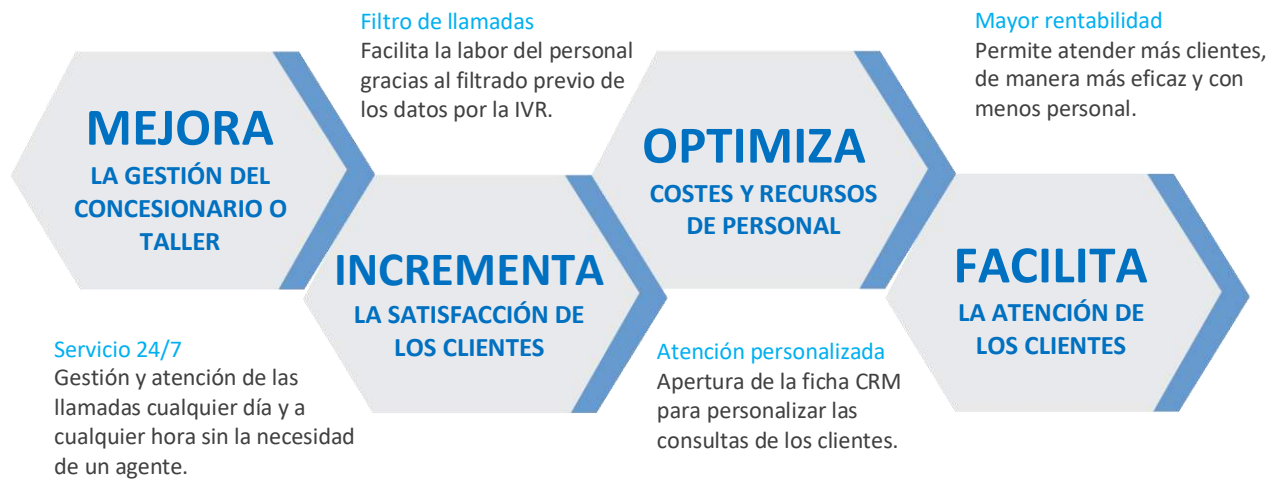 MEJORA
LA GESTIÓN DEL
CONCESIONARIO O
TALLER
Servicio 24/7
Gestión y atención de las
llamadas cualquier día y a
cualquier hora sin la necesidad
de un agente.
Filtro de llamadas
Facilita la labor del personal
gracias al filtrado previo de
los datos por la IVR.
INCREMENTA
LA SATISFACCIÓN DE
LOS CLIENTES
OPTIMIZA
COSTES Y RECURSOS
DE PERSONAL
Atención personalizada
Apertura de la ficha CRM
para personalizar las
consultas de los clientes.
Mayor rentabilidad
Permite atender más clientes,
de manera más eficaz y con
menos personal.
FACILITA
LA ATENCIÓN DE
LOS CLIENTES